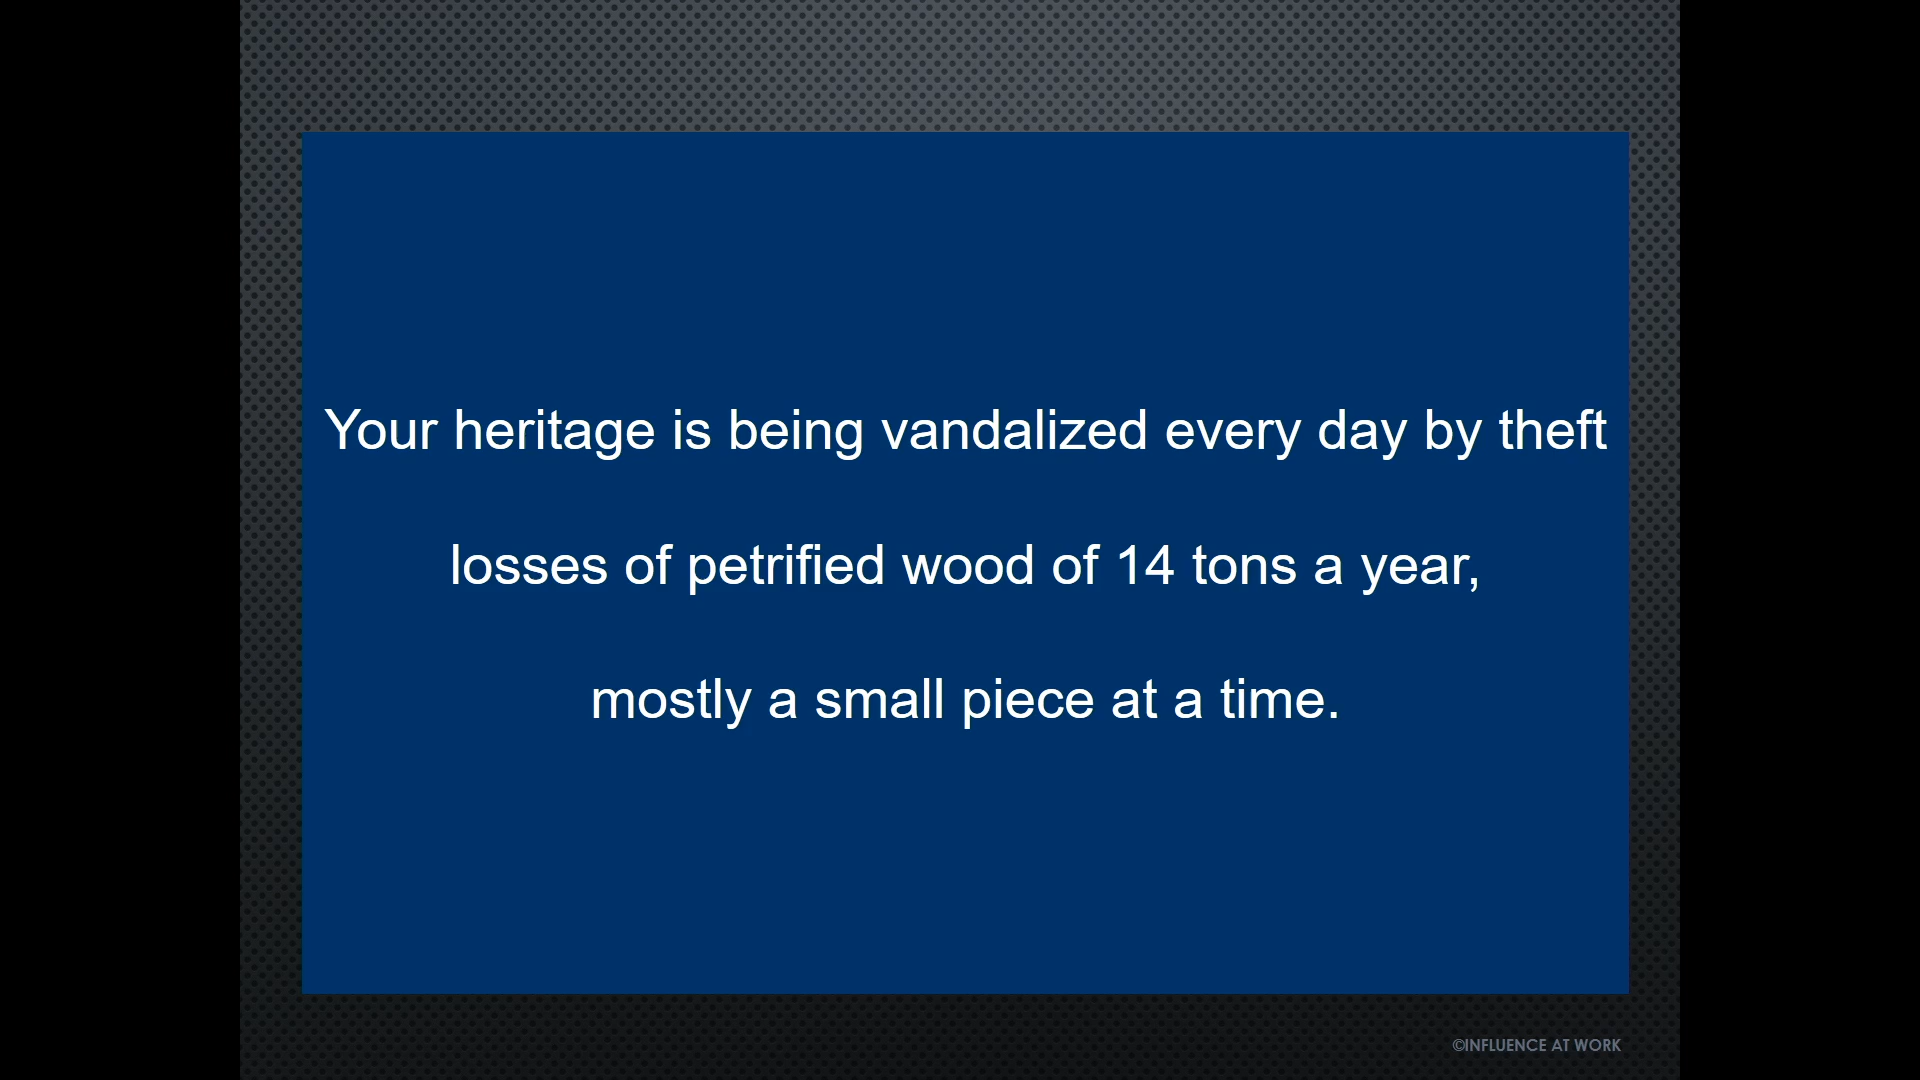 Your heritage is being vandalized every day by theft
losses of petrified wood of 14 tons a year,
mostly a small piece at a time.
©INFLUENCE AT WORK